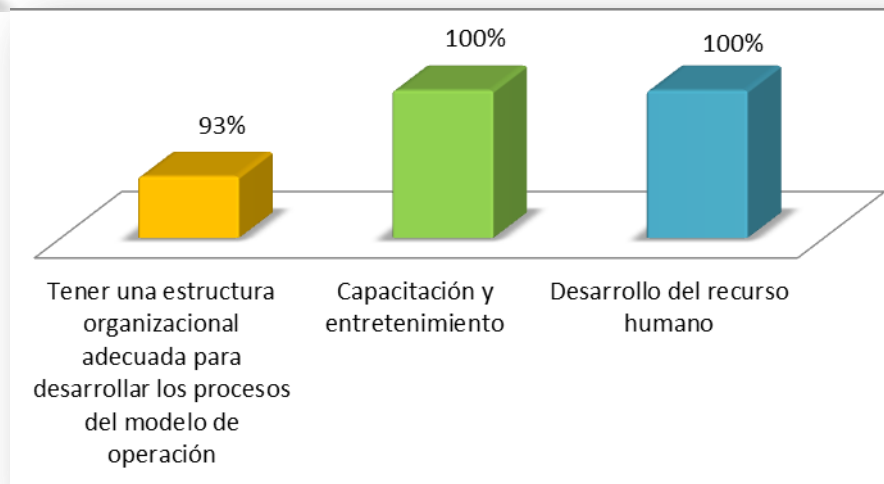 100%
100%
93%
Tener una estructura
organizacional
adecuada para
desarrollar los procesos
del modelo de
operación
Capacitación y
entretenimiento
Desarrollo del recurso
humano